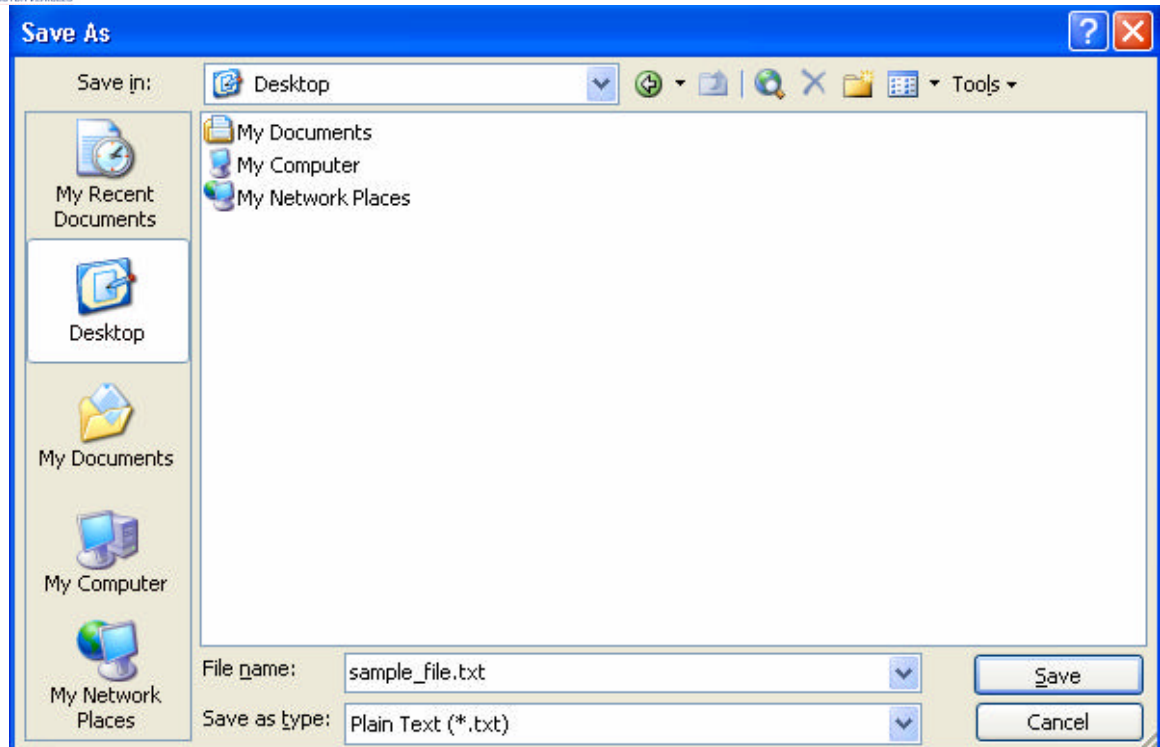 Save As
Save in:
Desktop
Tools
My Documents
My Computer
My Network Places
My Recent
Documents
Desktop
My Documents
My Computer
My Network
Places
File name:
sample_file.txt
Save
Save as type:
Plain Text (*.txt)
Cancel